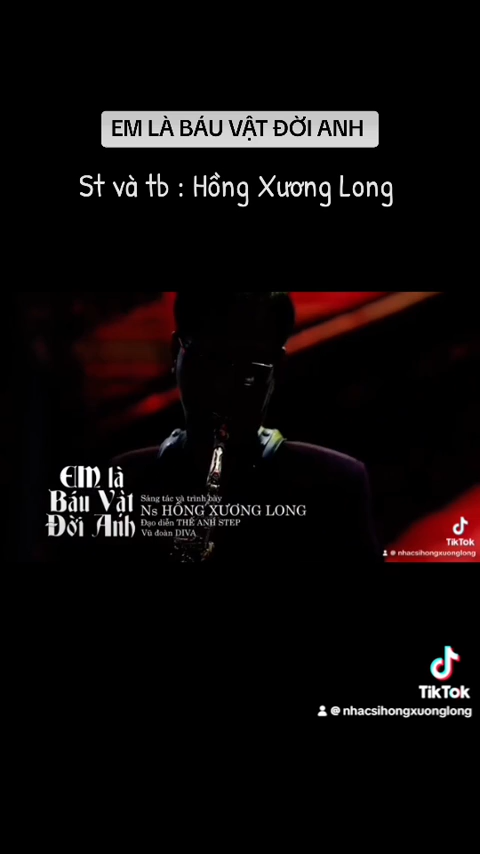 EM LÀ BÁU VẬT ĐỜI ANH
St và tb : Hồng Xương Long
EM là
Báu Vật
Đời Anh
Sáng tác và trình bày
Ns HỒNG XƯƠNG LONG
Đạo diễn THẾ ANH STEP
Vũ đoàn DIVA
TikTok
@ nhacsihongxuonglong
TikTok
@ nhacsihongxuonglong